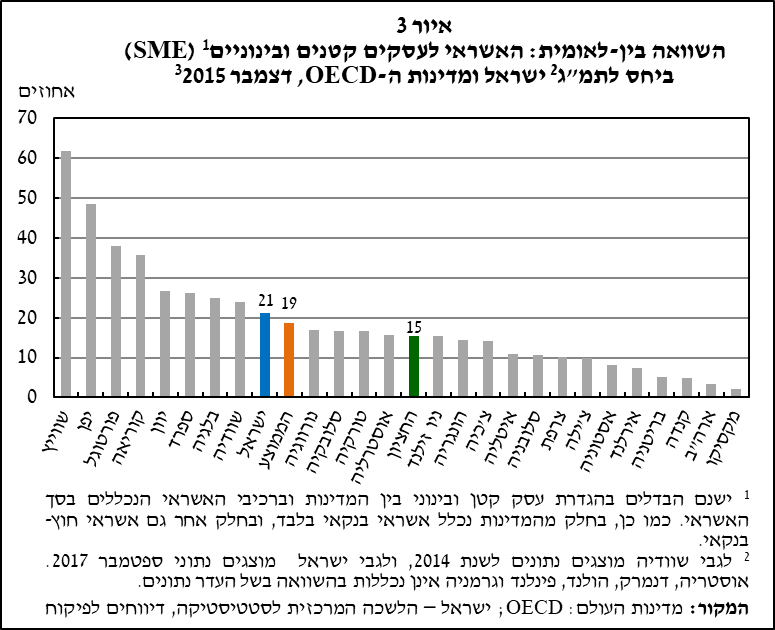 איור 3
השוואה בין-לאומית: האשראי לעסקים קטנים ובינוניים¹ (SME)
ביחס לתמ״ג² ישראל ומדינות ה-OECD, דצמבר 2015³
אחוזים
70
60
50
40
30
20
10
0
21
19
15
שווייץ
יפן
פורטוגל
קוריאה
יוון
ספרד
בלגיה
שוודיה
ישראל
הממוצע
נורווגיה
סלובקיה
טורקיה
אוסטרליה
החציון
ניו זילנד
הונגריה
צ'כיה
איטליה
סלובניה
צרפת
צ'ילה
אסטוניה
אירלנד
בריטניה
קנדה
ארה״ב
מקסיקו
¹ ישנם הבדלים בהגדרת עסק קטן ובינוני בין המדינות וברכיבי האשראי הנכללים בסך
האשראי. כמו כן, בחלק מהמדינות נכלל אשראי בנקאי בלבד, ובחלק אחר גם אשראי חוץ-
בנקאי.
² לגבי שוודיה מוצגים נתונים לשנת 2014, ולגבי ישראל מוצגים נתוני ספטמבר 2017.
אוסטריה, דנמרק, הולנד, פינלנד וגרמניה אינן נכללות בהשוואה בשל העדר נתונים.
המקור: מדינות העולם: OECD; ישראל – הלשכה המרכזית לסטטיסטיקה, דיווחים לפיקוח